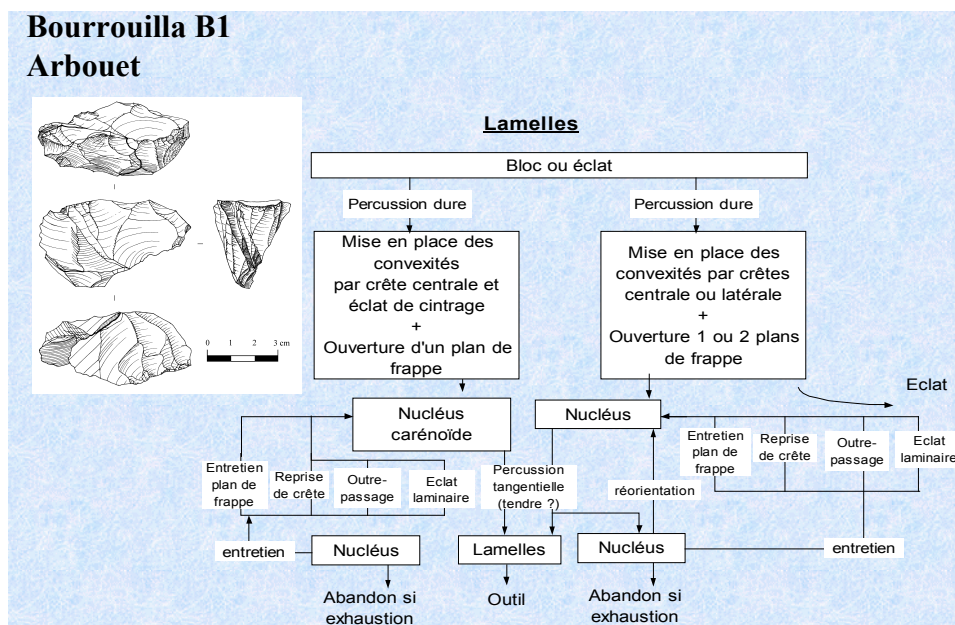 Bourrouilla B1
Arbouet
Lamelles
Bloc ou éclat
Percussion dure
Percussion dure
Mise en place des
convexités
par crête centrale et
éclat de cintrage
+
Ouverture d'un plan de
frappe
Mise en place des
convexités par crêtes
centrale ou latérale
+
Ouverture 1 ou 2 plans
de frappe
0 1 2 3 cm
Eclat
Nucléus
carénoïde
Nucléus
Entretien
plan de
frappe
Reprise
de crête
Outre-
passage
Eclat
laminaire
Percussion
tangentielle
(tendre ?)
réorientation
Entretien
plan de
frappe
Reprise
de crête
Outre-
passage
Eclat
laminaire
entretien
Nucléus
Lamelles
Nucléus
entretien
Abandon si
exhaustion
Outil
Abandon si
exhaustion